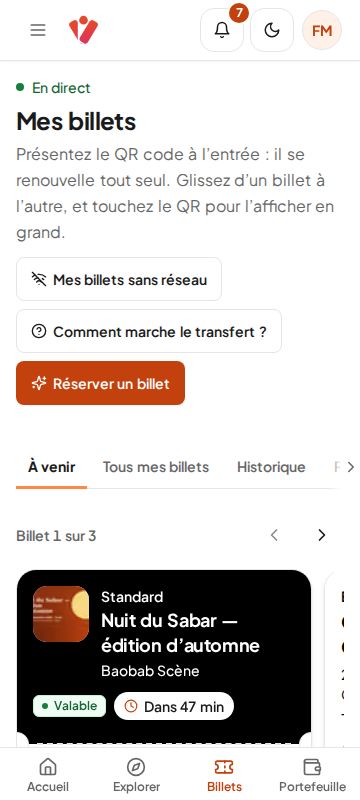 7
FM
En direct
Mes billets
Présentez le QR code à l’entrée : il se
renouvelle tout seul. Glissez d’un billet à
l’autre, et touchez le QR pour l’afficher en
grand.
Mes billets sans réseau
Comment marche le transfert ?
Réserver un billet
À venir
Tous mes billets
Historique
Billet 1 sur 3
Standard
Nuit du Sabar —
édition d’automne
Baobab Scène
Valable
Dans 47 min
Accueil
Explorer
Billets
Portefeuille